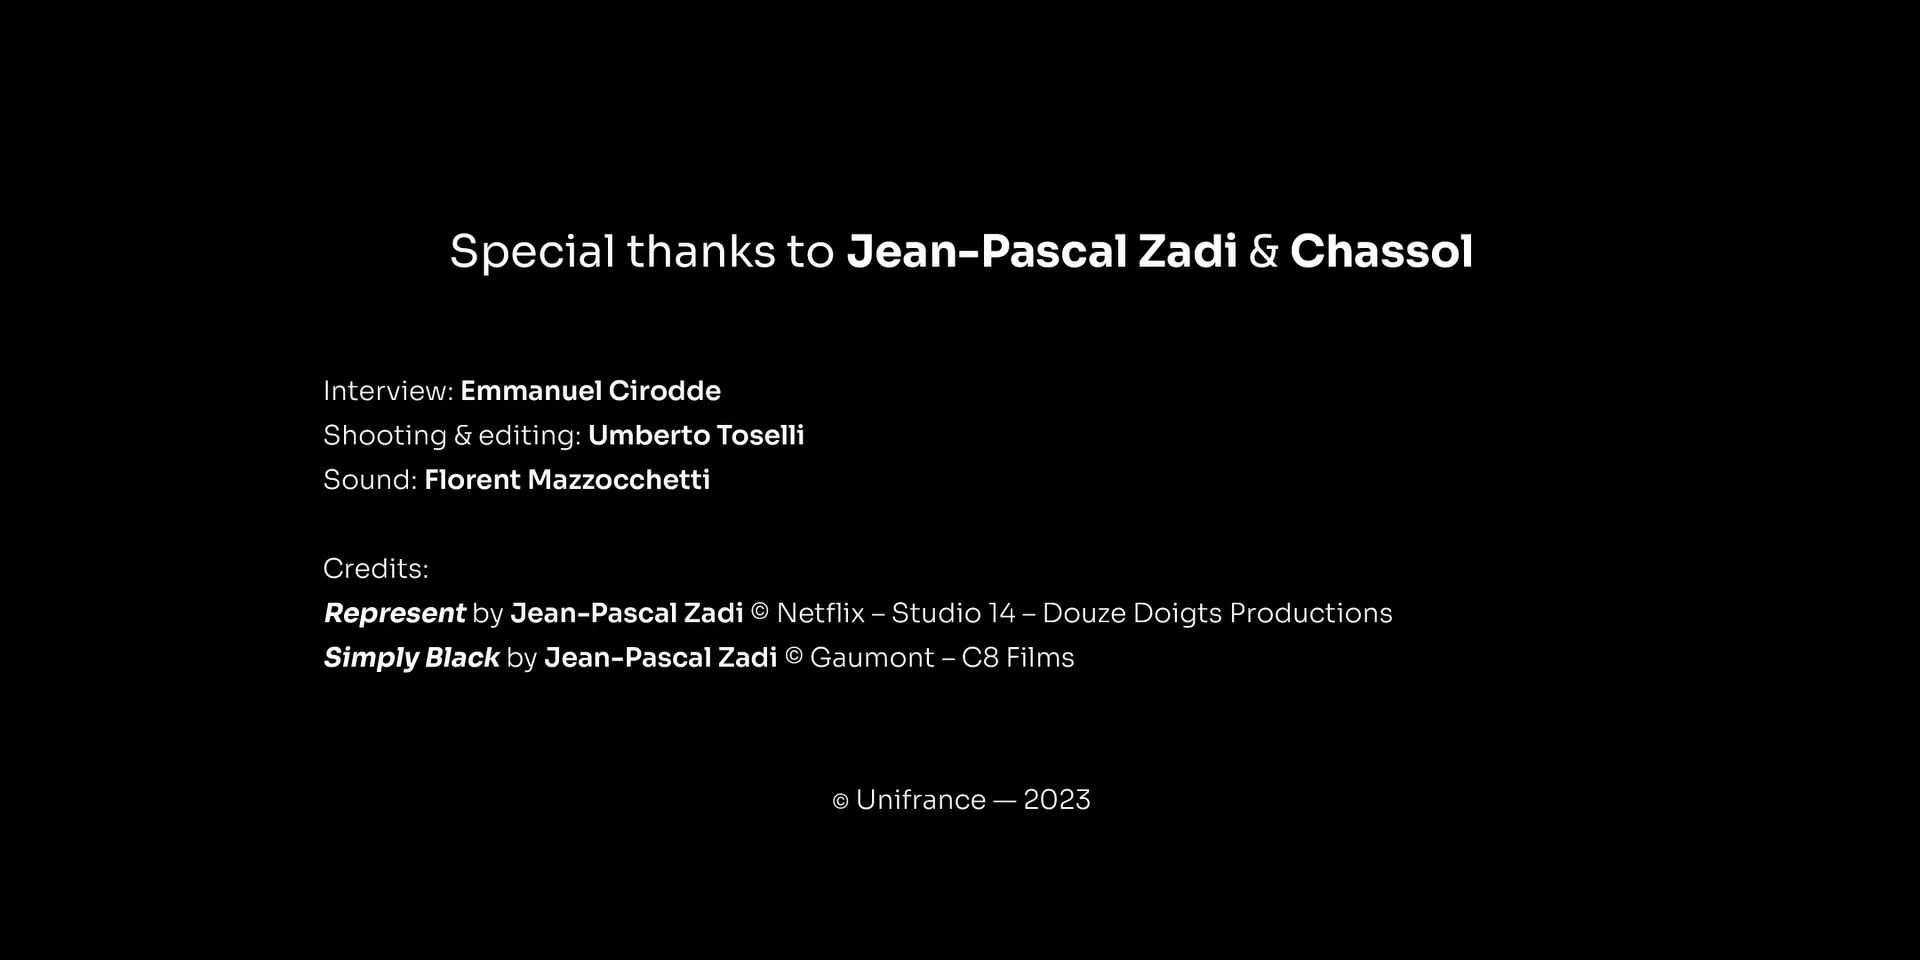 Special thanks to Jean-Pascal Zadi & Chassol
Interview: Emmanuel Cirodde
Shooting & editing: Umberto Toselli
Sound: Florent Mazzocchetti
Credits:
Represent by Jean-Pascal Zadi © Netflix – Studio 14 – Douze Doigts Productions
Simply Black by Jean-Pascal Zadi © Gaumont – C8 Films
© Unifrance — 2023